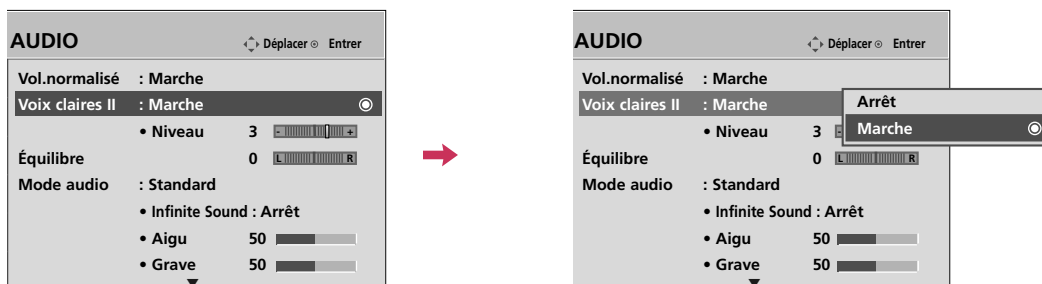 AUDIO Déplacer Entrer
Vol.normalisé : Marche
Voix claires II : Marche
• Niveau 3 - +
Équilibre 0 L R
Mode audio : Standard
• Infinite Sound : Arrêt
• Aigu 50
• Grave 50
AUDIO Déplacer Entrer
Vol.normalisé : Marche
Voix claires II : Marche
Arrêt
Marche
• Niveau 3 -
Équilibre 0 L R
Mode audio : Standard
• Infinite Sound : Arrêt
• Aigu 50
• Grave 50